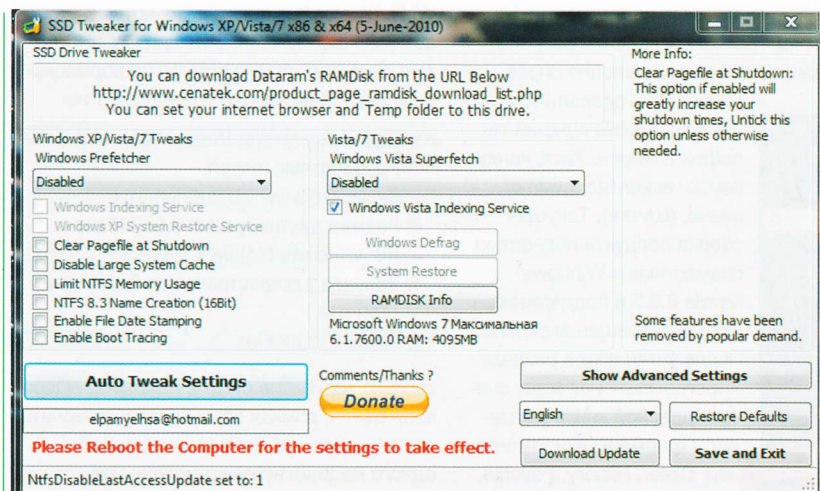 SSD Tweaker for Windows XP/Vista/7 x86 & x64 (5-June-2010)
SSD Drive Tweaker
You can download Dataram's RAMDisk from the URL Below
http://www.cenatek.com/product_page_ramdisk_download_list.php
You can set your internet browser and Temp folder to this drive.
More Info:
Clear Pagefile at Shutdown:
This option if enabled will
greatly increase your
shutdown times, Untick this
option unless otherwise
needed.
Windows XP/Vista/7 Tweaks
Windows Prefetcher
Disabled
Windows Indexing Service
Windows XP System Restore Service
Clear Pagefile at Shutdown
Disable Large System Cache
Limit NTFS Memory Usage
NTFS 8.3 Name Creation (16Bit)
Enable File Date Stamping
Enable Boot Tracing
Vista/7 Tweaks
Windows Vista Superfetch
Disabled
Windows Vista Indexing Service
Windows Defrag
System Restore
RAMDISK Info
Microsoft Windows 7 Максимальная
6.1.7600.0 RAM: 4095MB
Some features have been
removed by popular demand.
Auto Tweak Settings
Comments/Thanks ?
Donate
Show Advanced Settings
elpamyelhsa@hotmail.com
English
Restore Defaults
Please Reboot the Computer for the settings to take effect.
Download Update
Save and Exit
NtfsDisableLastAccessUpdate set to: 1